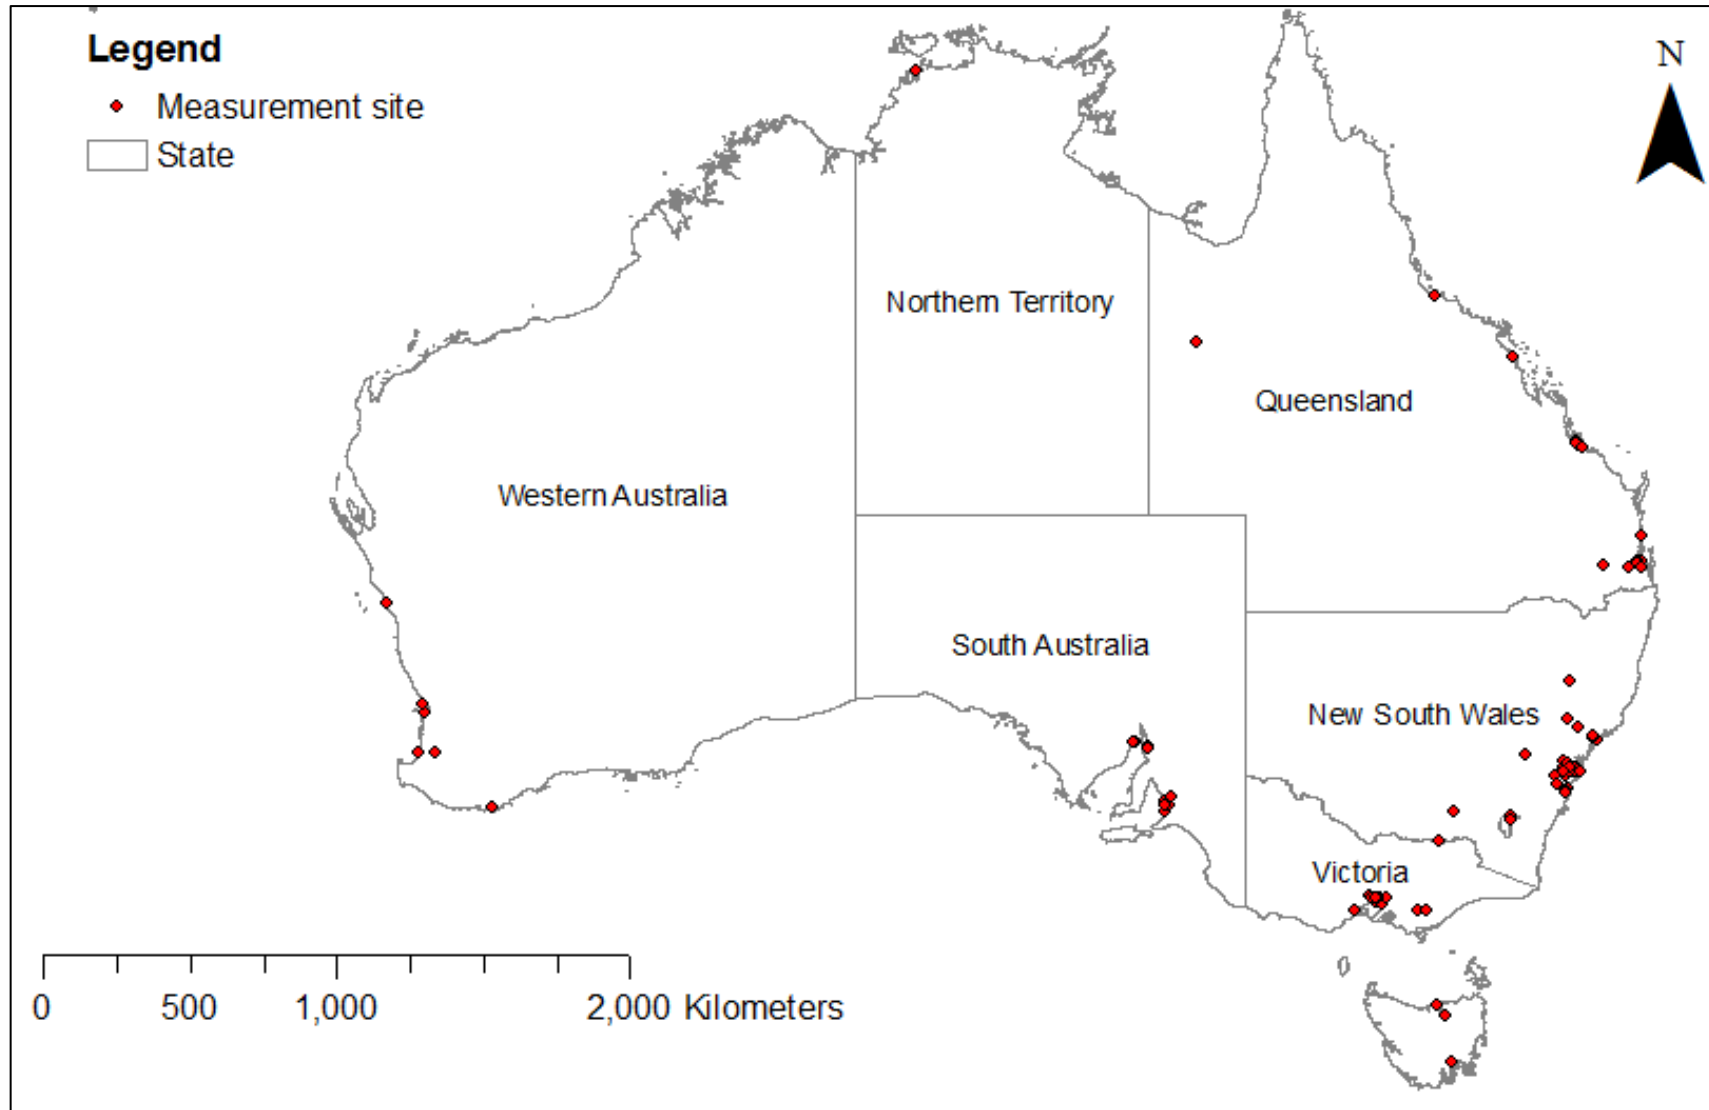 Legend
Measurement site
State
N
Northern Territory
Queensland
Western Australia
South Australia
New South Wales
Victoria
0 500 1,000 2,000 Kilometers